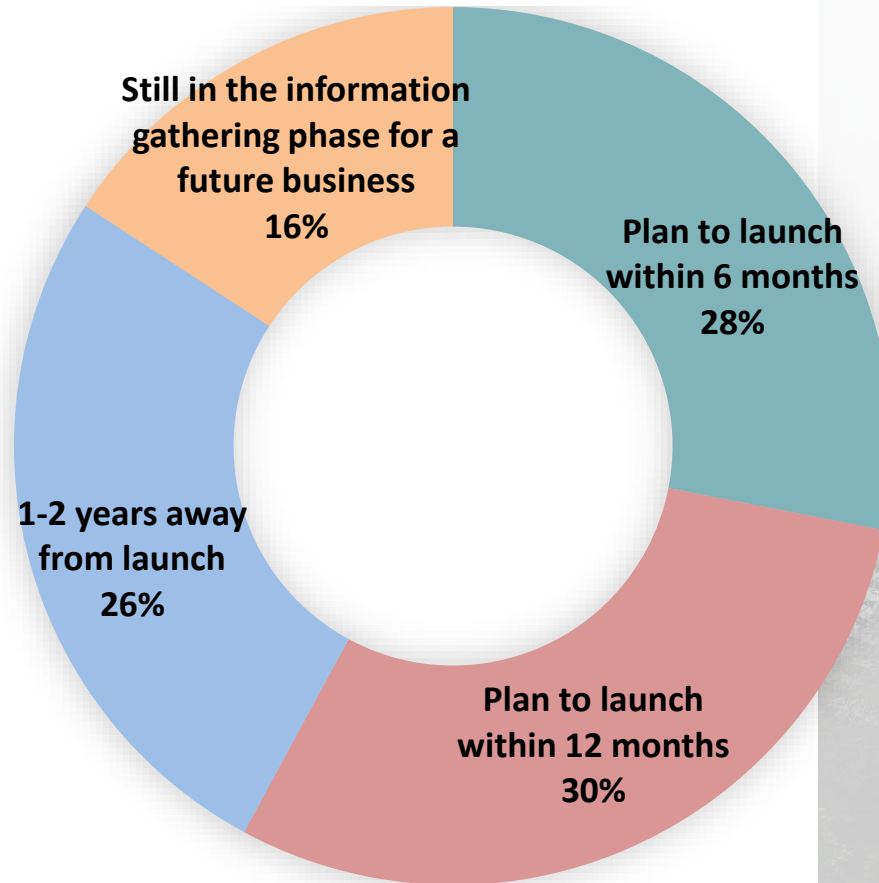 Still in the information
gathering phase for a
future business
16%
Plan to launch
within 6 months
28%
1-2 years away
from launch
26%
Plan to launch
within 12 months
30%